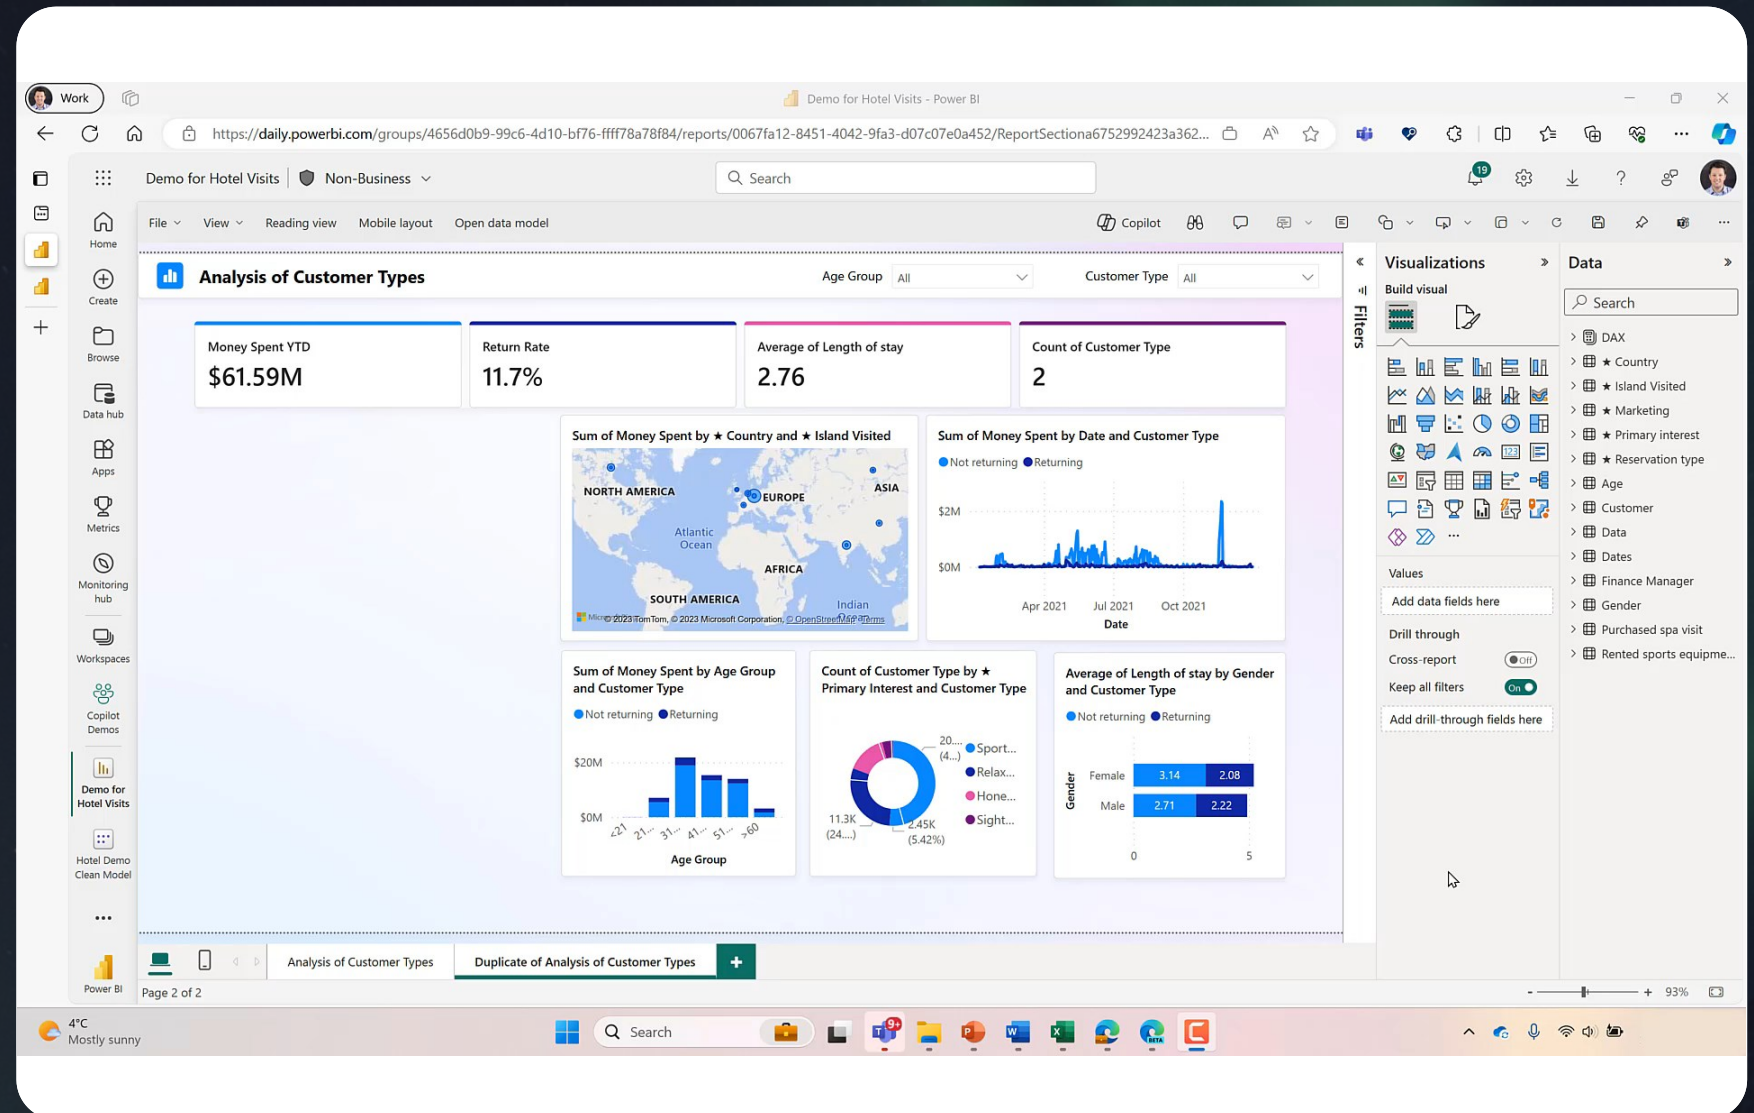 Work
Demo for Hotel Visits - Power BI
https://daily.powerbi.com/groups/4656d0b9-99c6-4d10-bf76-ffff78a78f84/reports/0067fa12-8451-4042-9fa3-d07c07e0a452/ReportSectiona6752992423a362...
Demo for Hotel Visits
Non-Business
Search
19
File
View
Reading view
Mobile layout
Open data model
Copilot
Home
Create
Browse
Data hub
Apps
Metrics
Monitoring
hub
Workspaces
Copilot
Demos
Demo for
Hotel Visits
Hotel Demo
Clean Model
Power BI
Analysis of Customer Types
Age Group
All
Customer Type
All
Money Spent YTD
$61.59M
Return Rate
11.7%
Average of Length of stay
2.76
Count of Customer Type
2
Sum of Money Spent by ★ Country and ★ Island Visited
NORTH AMERICA
EUROPE
ASIA
Atlantic
Ocean
AFRICA
SOUTH AMERICA
Indian
© 2023 TomTom, © 2023 Microsoft Corporation, © OpenStreetMap Terms
Sum of Money Spent by Date and Customer Type
Not returning
Returning
$2M
$0M
Apr 2021
Jul 2021
Oct 2021
Date
Sum of Money Spent by Age Group
and Customer Type
Not returning
Returning
$20M
$0M
<21
21...
31...
41...
51...
>60
Age Group
Count of Customer Type by ★
Primary Interest and Customer Type
20....
(4...)
11.3K
(24....)
2.45K
(5.42%)
Sport...
Relax...
Hone...
Sight...
Average of Length of stay by Gender
and Customer Type
Not returning
Returning
Gender
Female
3.14
2.08
Male
2.71
2.22
0
5
Filters
Visualizations
Build visual
123
Values
Add data fields here
Drill through
Cross-report
Off
Keep all filters
On
Add drill-through fields here
Data
Search
DAX
★ Country
★ Island Visited
★ Marketing
★ Primary interest
★ Reservation type
Age
Customer
Data
Dates
Finance Manager
Gender
Purchased spa visit
Rented sports equipme...
Analysis of Customer Types
Duplicate of Analysis of Customer Types
Page 2 of 2
93%
4°C
Mostly sunny
Search
9+
BETA